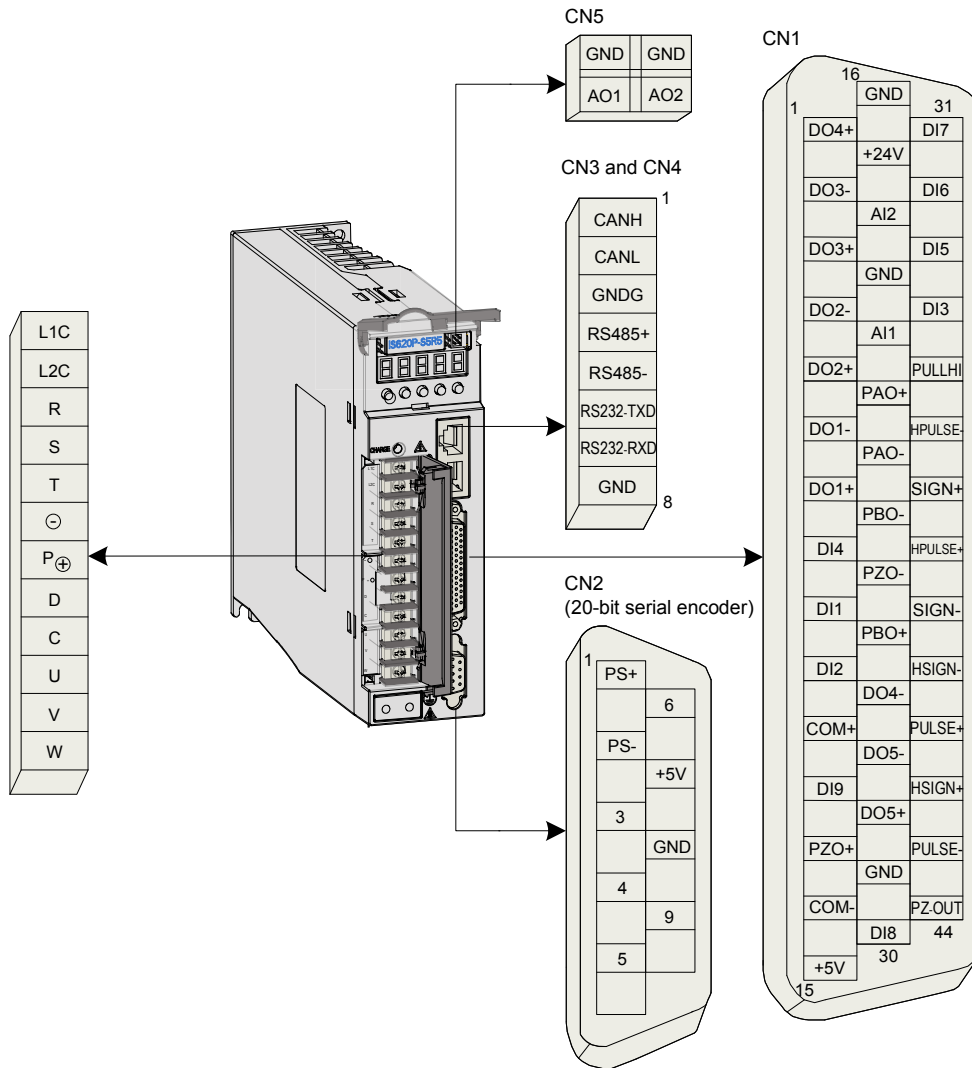 CN5
GND GND
AO1 AO2
CN3 and CN4
1
CANH
CANL
GNDG
RS485+
RS485-
RS232-TXD
RS232-RXD
GND
8
L1C
L2C
R
S
T
⊖
P⊕
D
C
U
V
W
IS620P-S5R5
CHARGE
CN2
(20-bit serial encoder)
1
PS+
6
PS-
+5V
3
GND
4
9
5
CN1
16
GND
1 31
DO4+ DI7
+24V
DO3- DI6
AI2
DO3+ DI5
GND
DO2- DI3
AI1
DO2+ PULLHI
PAO+
DO1- HPULSE-
PAO-
DO1+ SIGN+
PBO-
DI4 HPULSE+
PZO-
DI1 SIGN-
PBO+
DI2 HSIGN-
DO4-
COM+ PULSE+
DO5-
DI9 HSIGN+
DO5+
PZO+ PULSE-
GND
COM- PZ-OUT
DI8 44
30
+5V
15